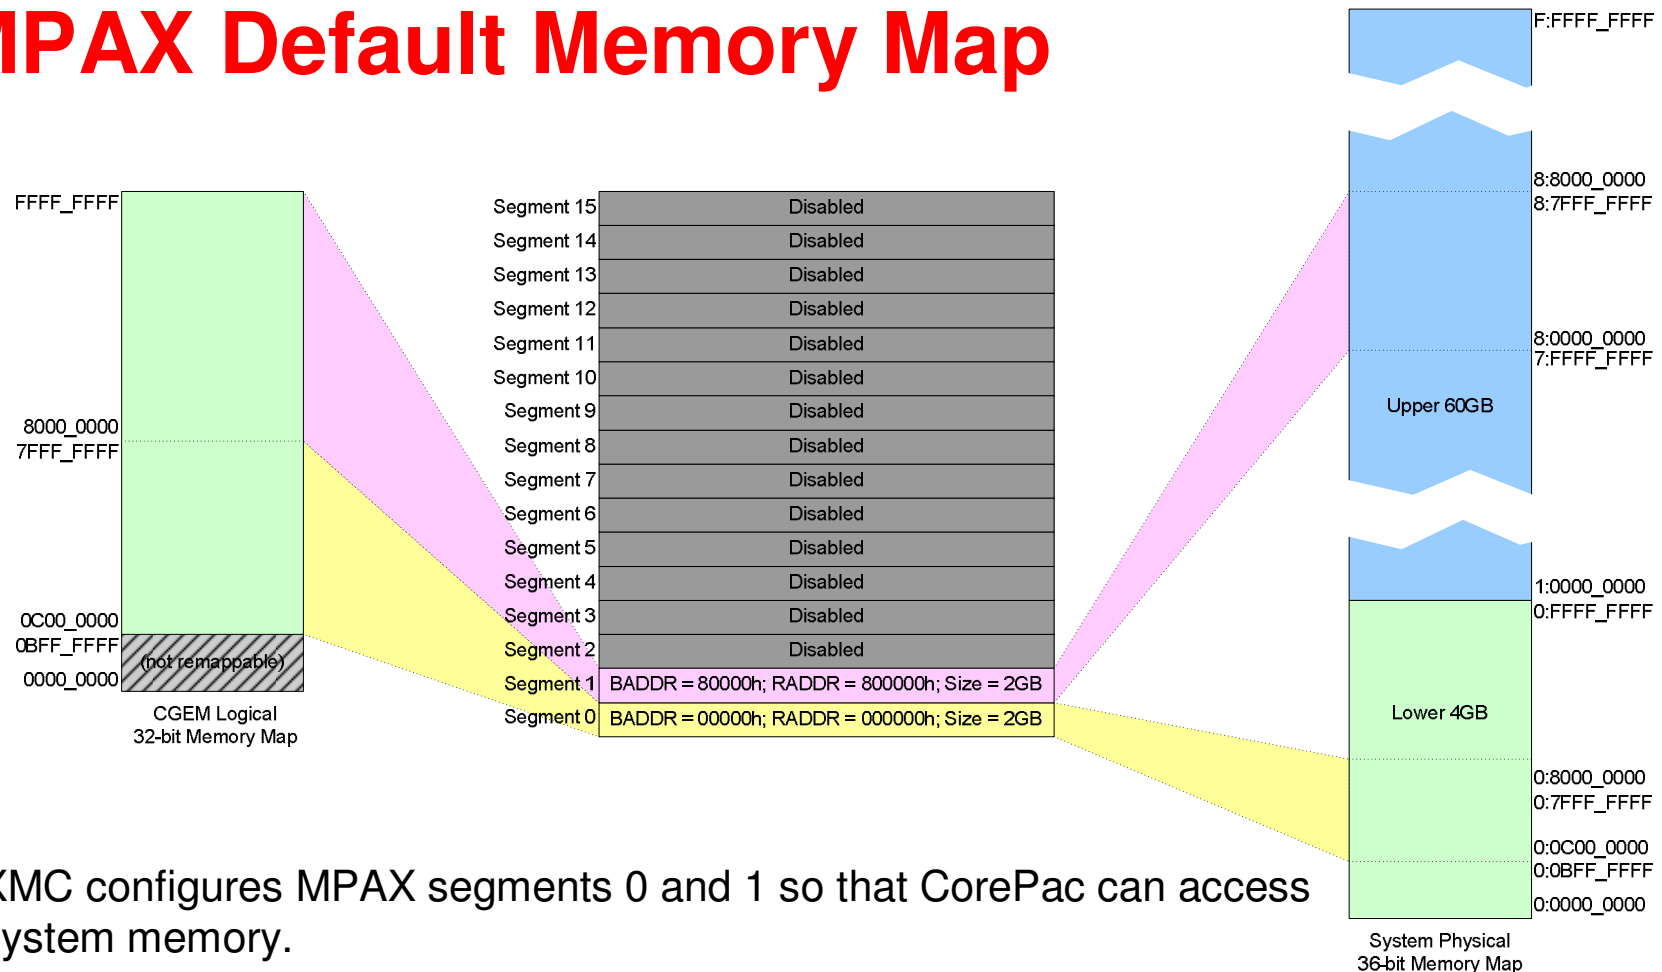 MPAX Default Memory Map
F:FFFF_FFFF
8:8000_0000
8:7FFF_FFFF
8:0000_0000
7:FFFF_FFFF
Upper 60GB
1:0000_0000
0:FFFF_FFFF
Lower 4GB
0:8000_0000
0:7FFF_FFFF
0:0C00_0000
0:0BFF_FFFF
0:0000_0000
System Physical
36-bit Memory Map
FFFF_FFFF
8000_0000
7FFF_FFFF
0C00_0000
0BFF_FFFF
(not remappable)
0000_0000
CGEM Logical
32-bit Memory Map
Segment 15 Disabled
Segment 14 Disabled
Segment 13 Disabled
Segment 12 Disabled
Segment 11 Disabled
Segment 10 Disabled
Segment 9 Disabled
Segment 8 Disabled
Segment 7 Disabled
Segment 6 Disabled
Segment 5 Disabled
Segment 4 Disabled
Segment 3 Disabled
Segment 2 Disabled
Segment 1 BADDR = 80000h; RADDR = 800000h; Size = 2GB
Segment 0 BADDR = 00000h; RADDR = 000000h; Size = 2GB
XMC configures MPAX segments 0 and 1 so that CorePac can access
system memory.